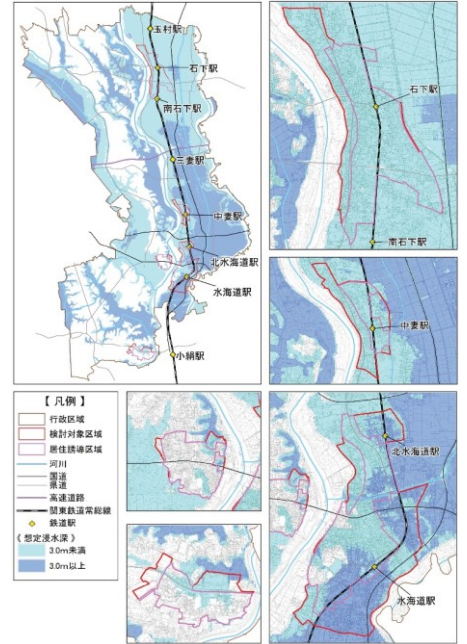 玉村駅
石下駅
南石下駅
三妻駅
中妻駅
北水海道駅
水海道駅
小絹駅
石下駅
南石下駅
中妻駅
北水海道駅
水海道駅
【 凡例 】
行政区域
検討対象区域
居住誘導区域
河川
国道
県道
高速道路
関東鉄道常総線
鉄道駅
《 想定浸水深 》
3.0m未満
3.0m以上